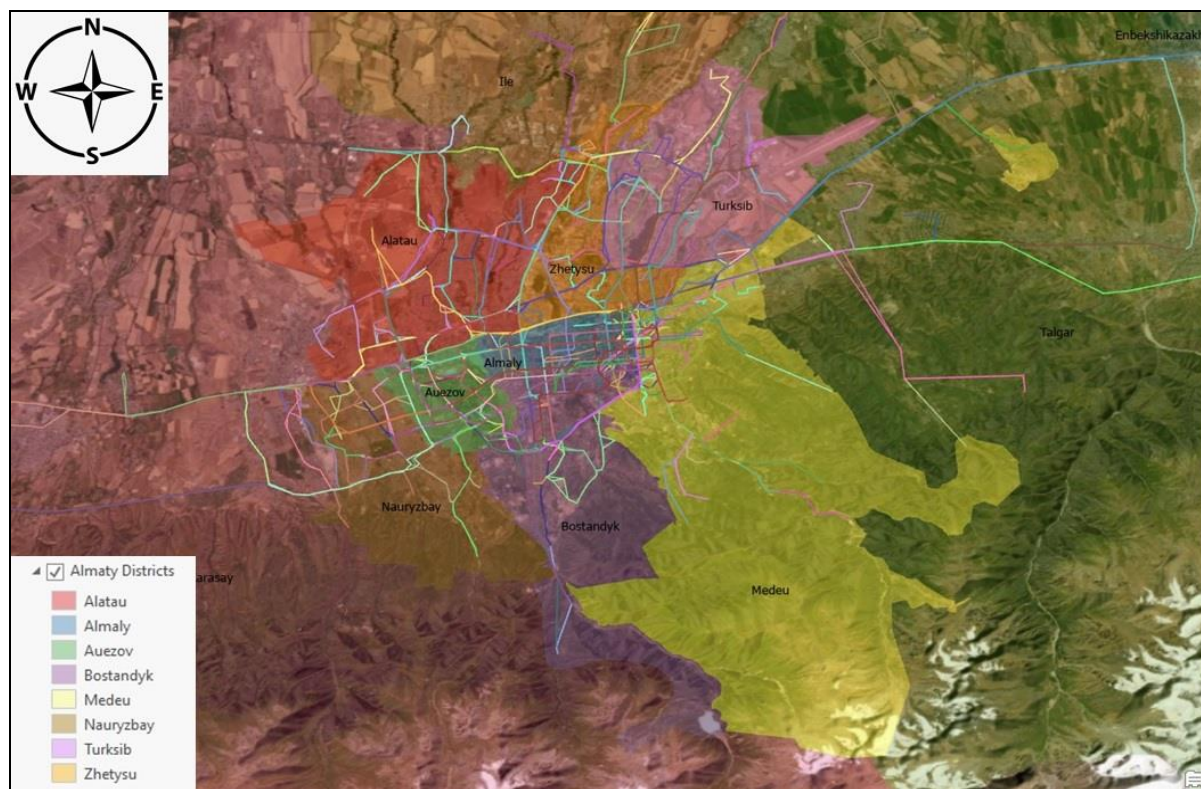 N
W E
S
Enbekshikazakh
Ile
Turksib
Alatau
Zhetysu
Talgar
Almaly
Auezov
Nauryzbay
Bostandyk
arasay
Medeu
Almaty Districts
Alatau
Almaly
Auezov
Bostandyk
Medeu
Nauryzbay
Turksib
Zhetysu